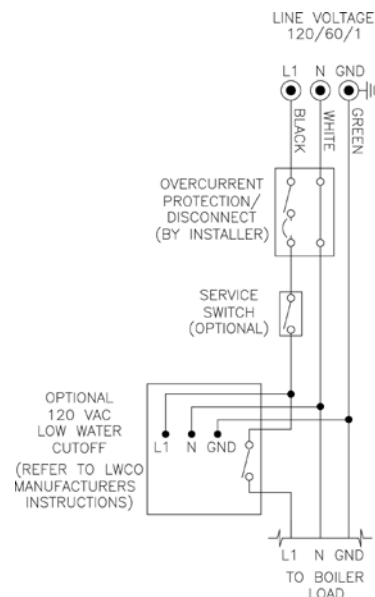 LINE VOLTAGE
120/60/1
L1 N GND
BLACK
WHITE
GREEN
OVERCURRENT
PROTECTION/
DISCONNECT
(BY INSTALLER)
SERVICE
SWITCH
(OPTIONAL)
OPTIONAL
120 VAC
LOW WATER
CUTOFF
(REFER TO LWCO
MANUFACTURERS
INSTRUCTIONS)
L1 N GND
L1 N GND
TO BOILER
LOAD